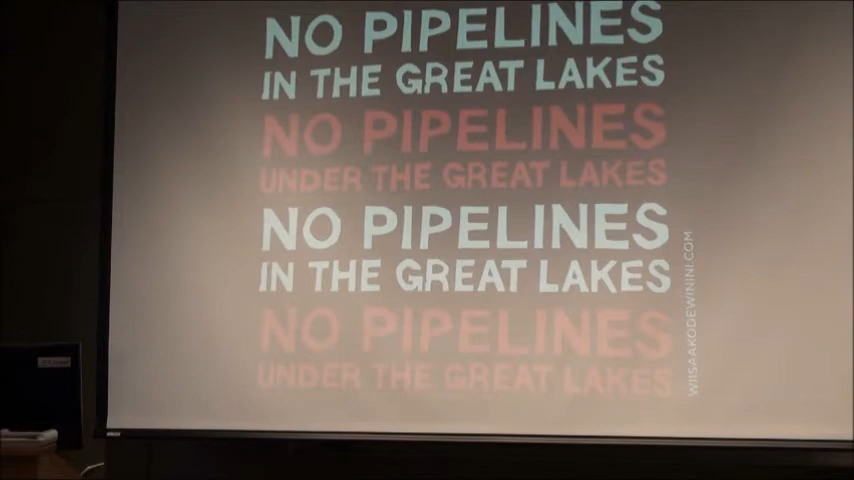 NO PIPELINES
IN THE GREAT LAKES
NO PIPELINES
UNDER THE GREAT LAKES
NO PIPELINES
IN THE GREAT LAKES
NO PIPELINES
UNDER THE GREAT LAKES
WIISAAKODEWININI.COM